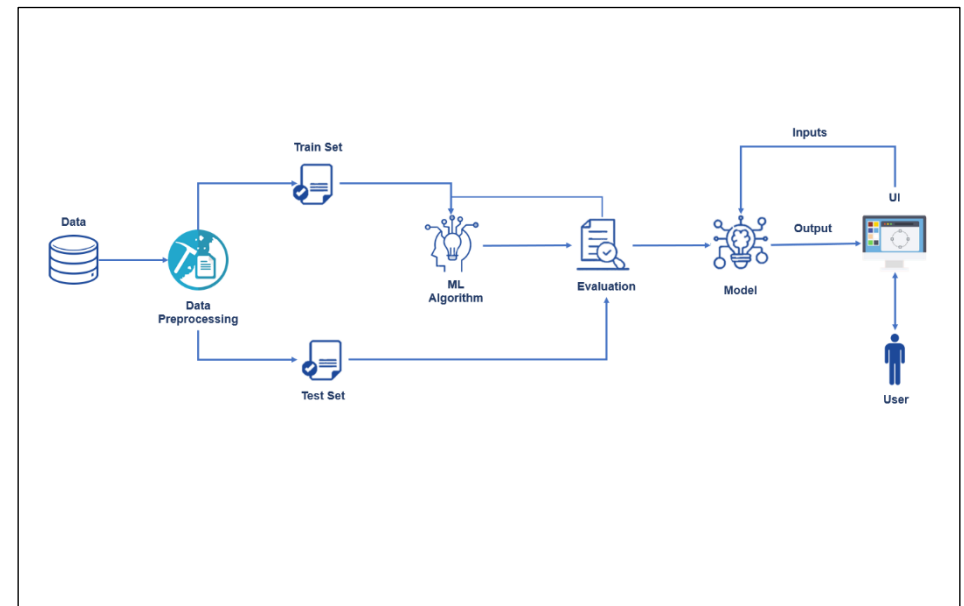 Train Set
Inputs
Data
UI
Output
ML
Algorithm
Evaluation
Model
Data
Preprocessing
Test Set
User